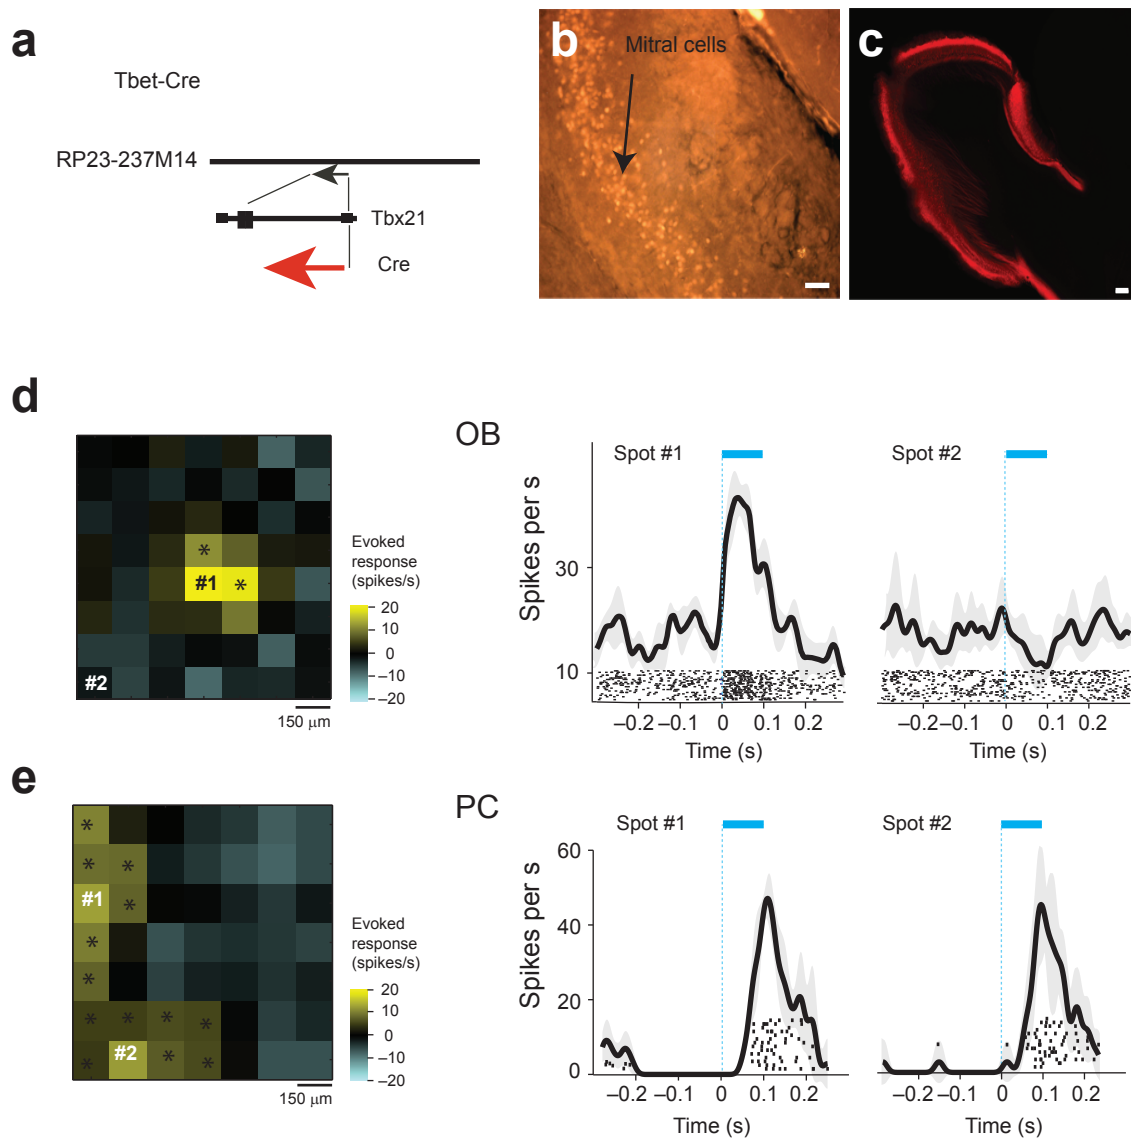 a
Tbet-Cre
RP23-237M14
Tbx21
Cre
b
Mitral cells
c
d
#1
#2
* *
150 μm
Evoked
response
(spikes/s)
20
10
0
–10
–20
OB
Spot #1
Spot #2
Spikes per s
30
10
–0.2 –0.1 0 0.1 0.2
Time (s)
–0.2 –0.1 0 0.1 0.2
Time (s)
e
*
* *
#1 *
*
*
* * * *
* #2 * *
150 μm
Evoked
response
(spikes/s)
20
10
0
–10
–20
PC
Spot #1
Spot #2
Spikes per s
60
40
20
0
–0.2 –0.1 0 0.1 0.2
Time (s)
–0.2 –0.1 0 0.1 0.2
Time (s)